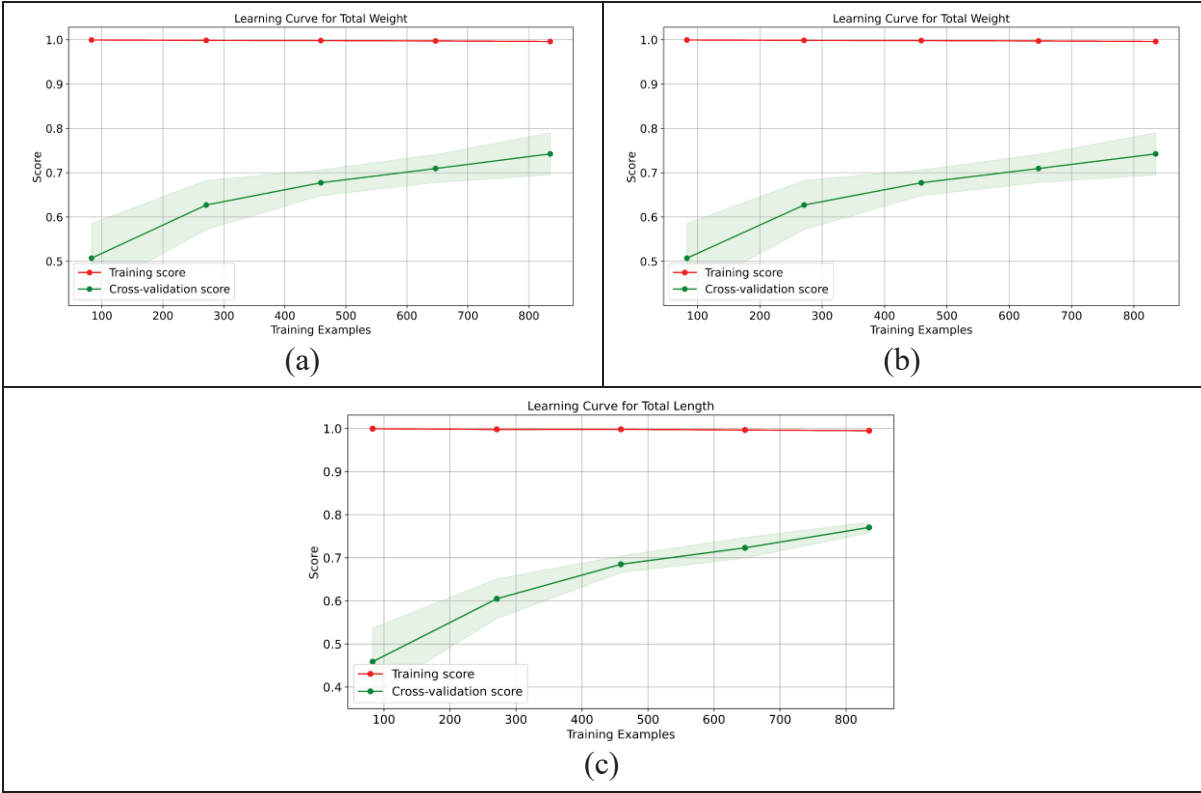 Learning Curve for Total Weight
1.0
0.9
0.8
0.7
0.6
0.5
Score
Training score
Cross-validation score
100 200 300 400 500 600 700 800
Training Examples
(a)
Learning Curve for Total Weight
1.0
0.9
0.8
0.7
0.6
0.5
Score
Training score
Cross-validation score
100 200 300 400 500 600 700 800
Training Examples
(b)
Learning Curve for Total Length
1.0
0.9
0.8
0.7
0.6
0.5
0.4
Score
Training score
Cross-validation score
100 200 300 400 500 600 700 800
Training Examples
(c)